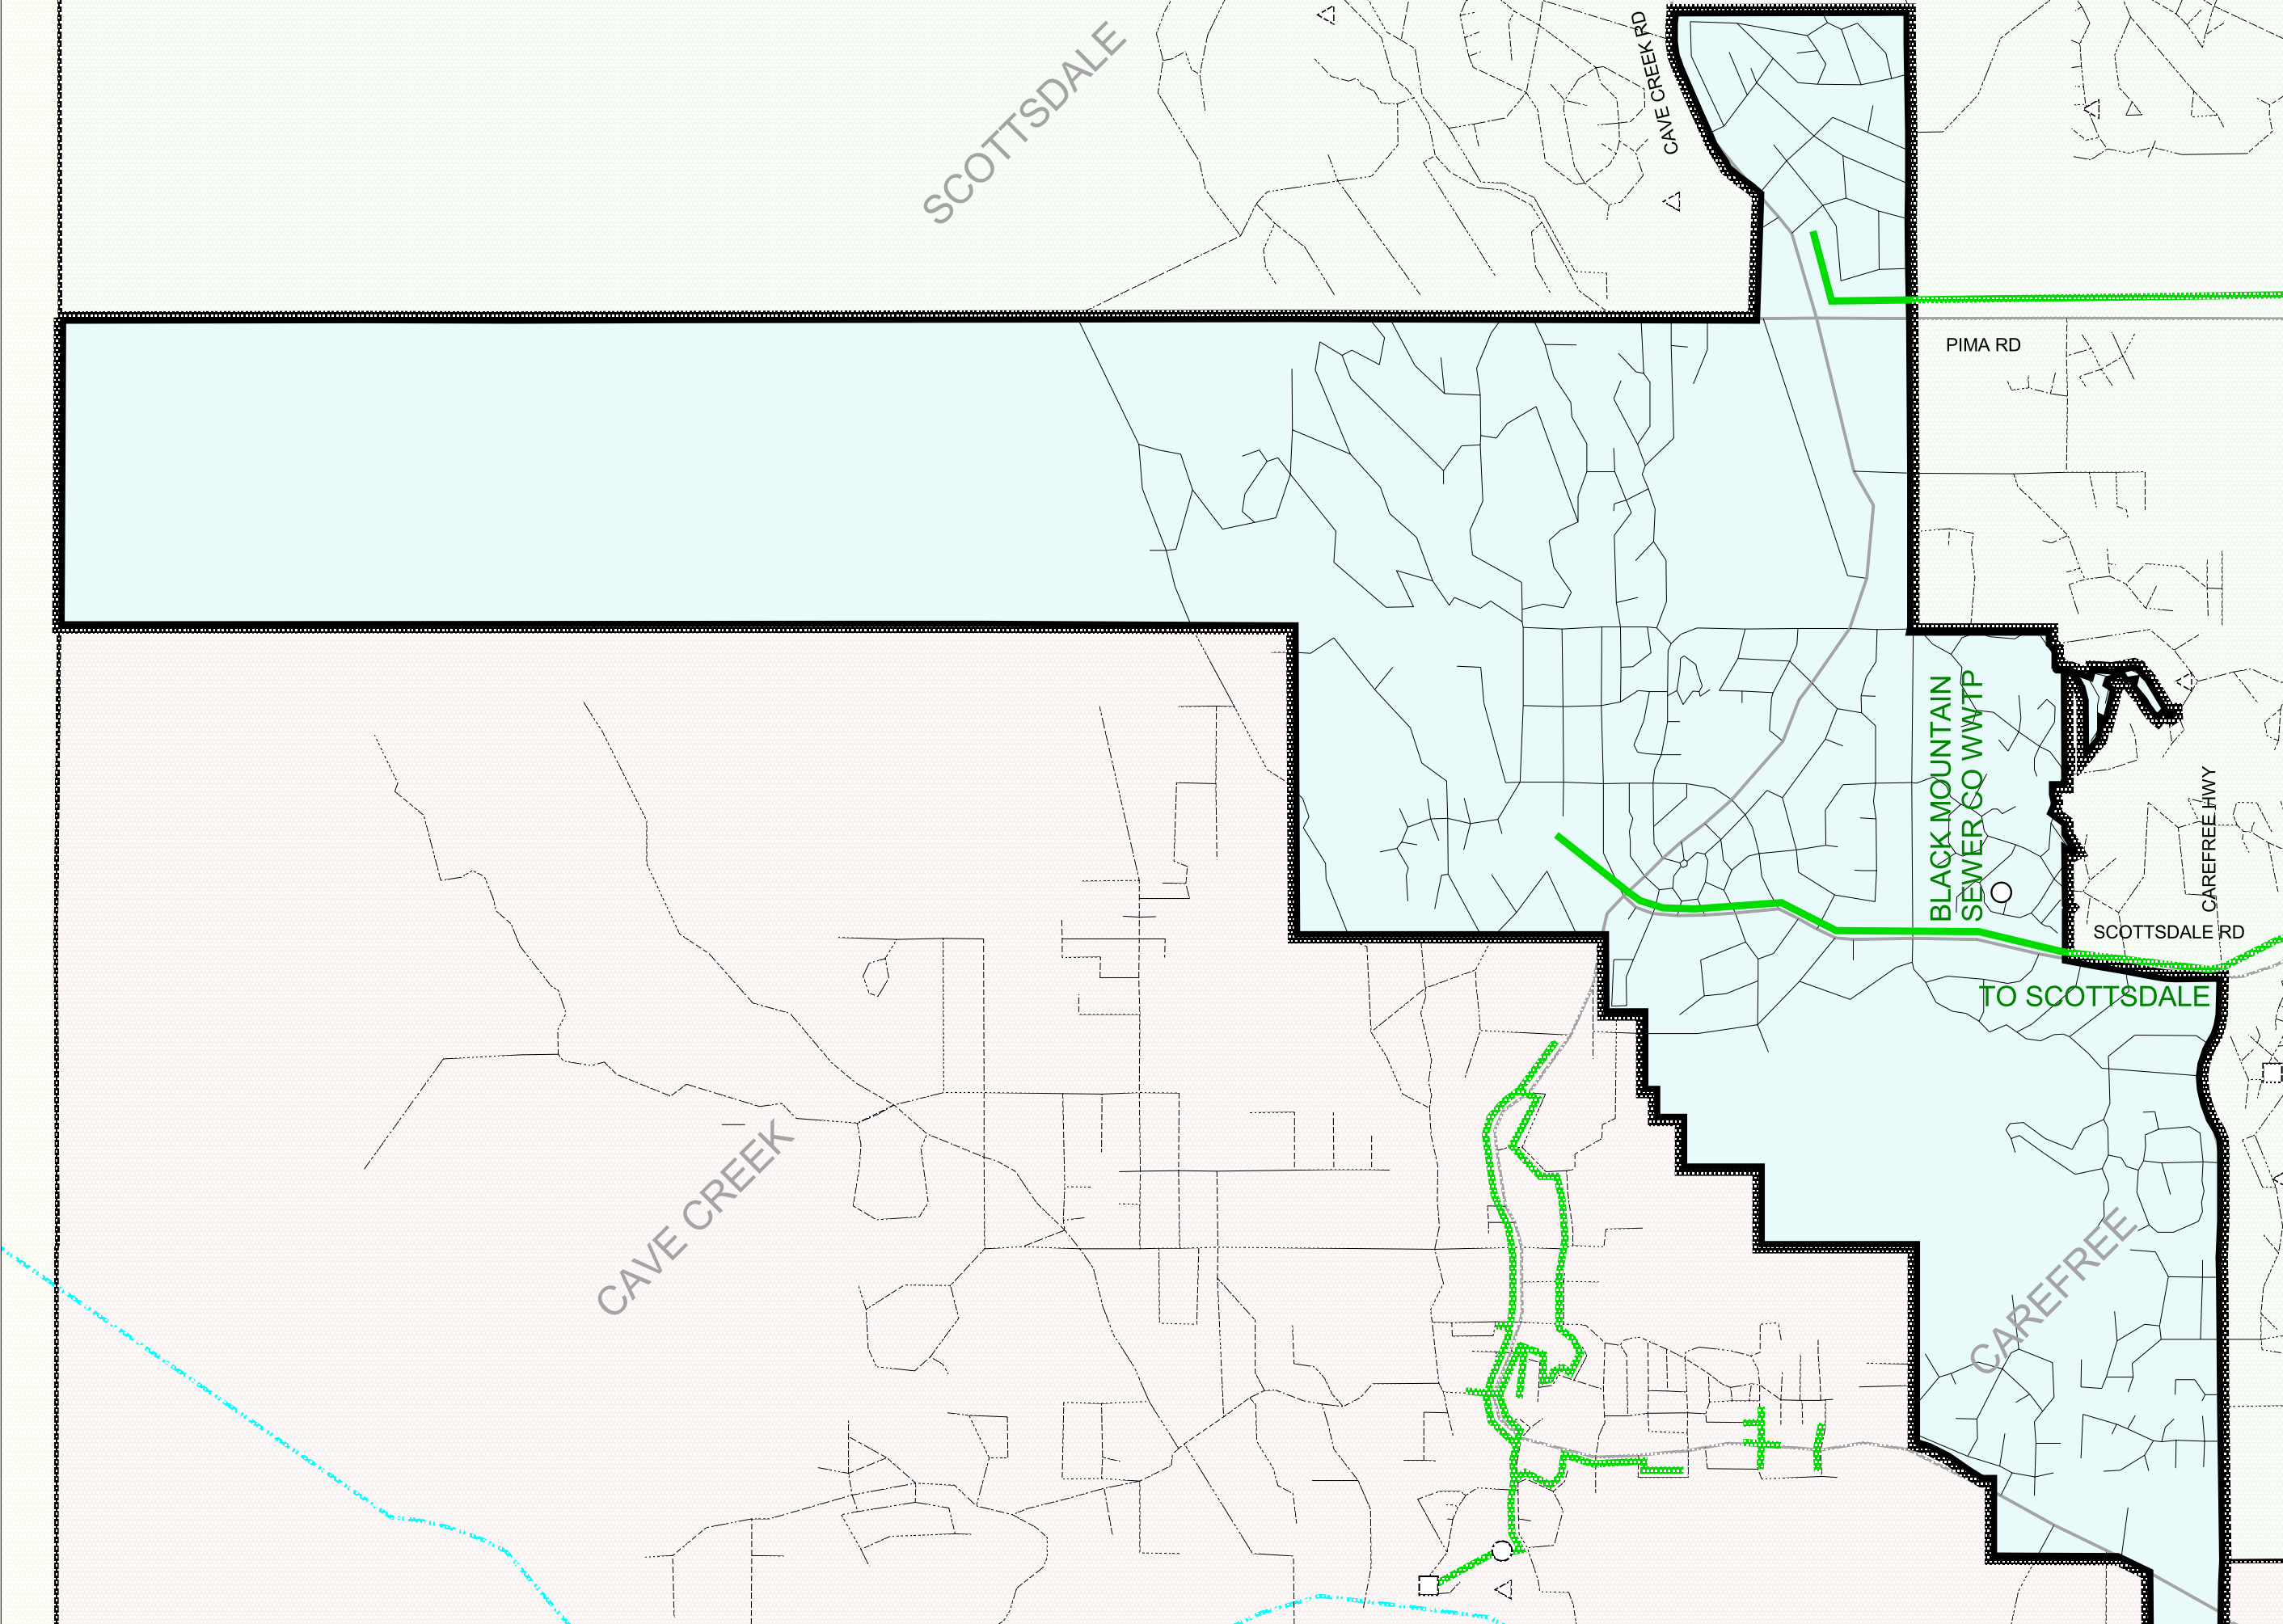 SCOTTSDALE
CAVE CREEK RD
PIMA RD
BLACK MOUNTAIN
SEWER CO WWTP
CAREFREE HWY
SCOTTSDALE RD
TO SCOTTSDALE
CAVE CREEK
CAREFREE